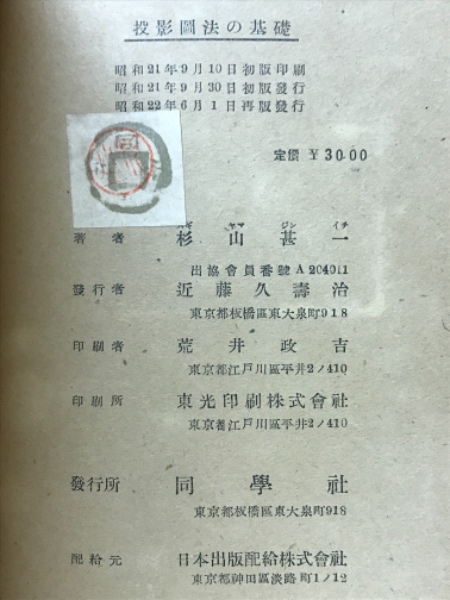 投影圖法の基礎
昭和21年9月10日初版印刷
昭和21年9月30日初版發行
昭和22年6月1日再版發行
定價 ¥30.00
スギ ヤマ ジン イチ
著者 杉山甚一
出協會員番號 A 204011
發行者 近藤久壽治
東京都板橋區東大泉町918
印刷者 荒井政吉
東京都江戸川區平井2ノ410
印刷所 東光印刷株式會社
東京都江戸川區平井2ノ410
發行所 同學社
東京都板橋區東大泉町918
配給元 日本出版配給株式會社
東京都神田區淡路町1ノ12